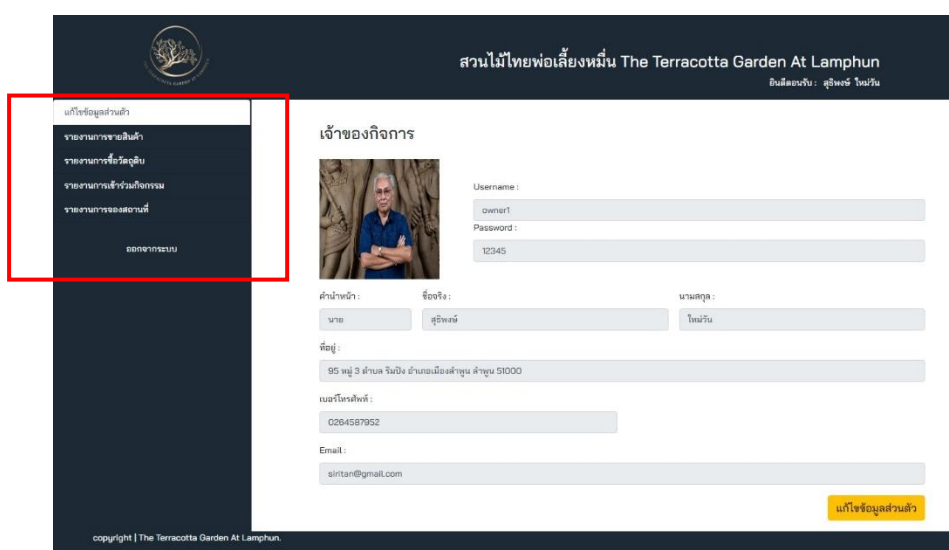 THE TERRACOTTA GARDEN AT LAMPHUN
สวนไม้ไทยพ่อเลี้ยงหมื่น The Terracotta Garden At Lamphun
ยินดีตอนรับ : สุธิพงษ์ ใหม่วัน
แก้ไขข้อมูลส่วนตัว
รายงานการขายสินค้า
รายงานการซื้อวัตถุดิบ
รายงานการเข้าร่วมกิจกรรม
รายงานการจองสถานที่
ออกจากระบบ
เจ้าของกิจการ
Username :
owner1
Password :
12345
คำนำหน้า : ชื่อจริง : นามสกุล :
นาย สุธิพงษ์ ใหม่วัน
ที่อยู่ :
95 หมู่ 3 ตำบล ริมปิง อำเภอเมืองลำพูน ลำพูน 51000
เบอร์โทรศัพท์ :
0264587952
Email :
siritan@gmail.com
แก้ไขข้อมูลส่วนตัว
copyright | The Terracotta Garden At Lamphun.